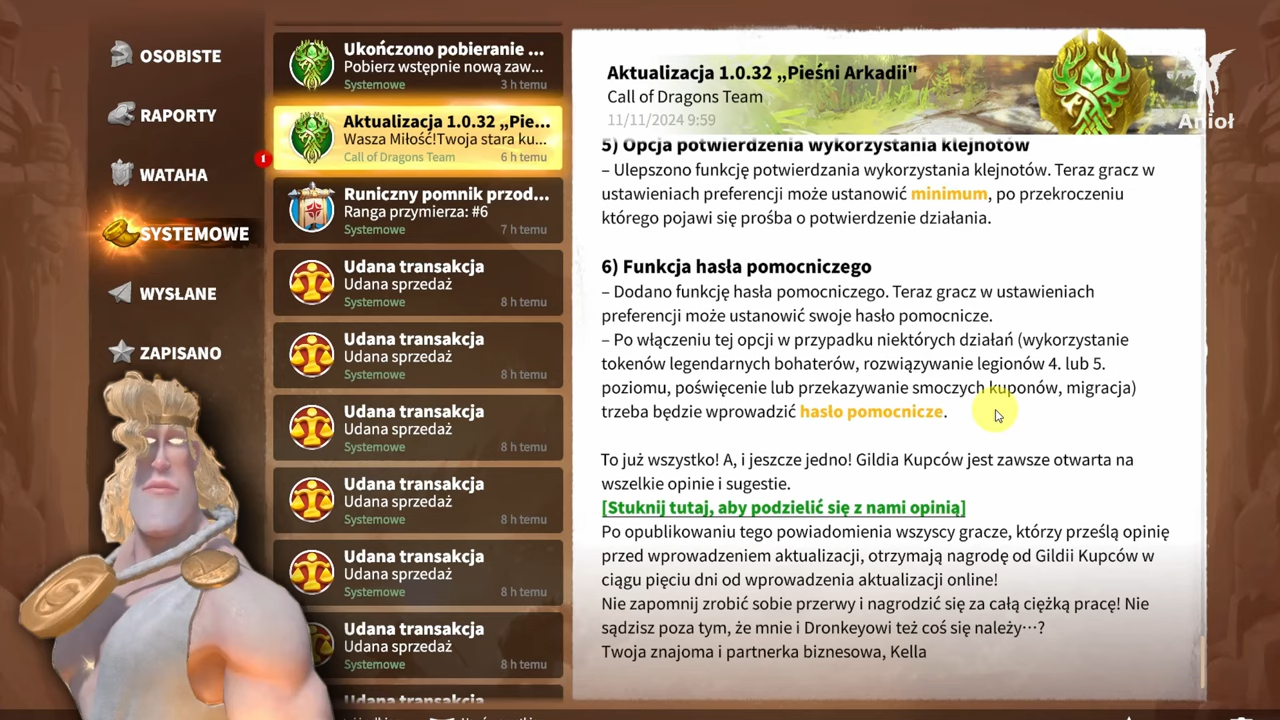 OSOBISTE
RAPORTY
WATAHA
SYSTEMOWE
WYSŁANE
ZAPISANO
1
Ukończono pobieranie ...
Pobierz wstępnie nową zaw...
Systemowe 3 h temu
Aktualizacja 1.0.32 „Pie...
Wasza Miłość!Twoja stara ku...
Call of Dragons Team 6 h temu
Runiczny pomnik przod...
Ranga przymierza: #6
Systemowe 7 h temu
Udana transakcja
Udana sprzedaż
Systemowe 8 h temu
Udana transakcja
Udana sprzedaż
Systemowe 8 h temu
Udana transakcja
Udana sprzedaż
Systemowe 8 h temu
Udana transakcja
Udana sprzedaż
Systemowe 8 h temu
Udana transakcja
Udana sprzedaż
Systemowe 8 h temu
Udana transakcja
Udana sprzedaż
Systemowe 8 h temu
Udana transakcja
Aktualizacja 1.0.32 „Pieśni Arkadii"
Call of Dragons Team
11/11/2024 9:59
Anioł
5) Opcja potwierdzenia wykorzystania klejnotów
– Ulepszono funkcję potwierdzania wykorzystania klejnotów. Teraz gracz w
ustawieniach preferencji może ustanowić minimum, po przekroczeniu
którego pojawi się prośba o potwierdzenie działania.
6) Funkcja hasła pomocniczego
– Dodano funkcję hasła pomocniczego. Teraz gracz w ustawieniach
preferencji może ustanowić swoje hasło pomocnicze.
– Po włączeniu tej opcji w przypadku niektórych działań (wykorzystanie
tokenów legendarnych bohaterów, rozwiązywanie legionów 4. lub 5.
poziomu, poświęcenie lub przekazywanie smoczych kuponów, migracja)
trzeba będzie wprowadzić hasło pomocnicze.
To już wszystko! A, i jeszcze jedno! Gildia Kupców jest zawsze otwarta na
wszelkie opinie i sugestie.
[Stuknij tutaj, aby podzielić się z nami opinią]
Po opublikowaniu tego powiadomienia wszyscy gracze, którzy prześlą opinię
przed wprowadzeniem aktualizacji, otrzymają nagrodę od Gildii Kupców w
ciągu pięciu dni od wprowadzenia aktualizacji online!
Nie zapomnij zrobić sobie przerwy i nagrodzić się za całą ciężką pracę! Nie
sądzisz poza tym, że mnie i Dronkeyowi też coś się należy⋯?
Twoja znajoma i partnerka biznesowa, Kella